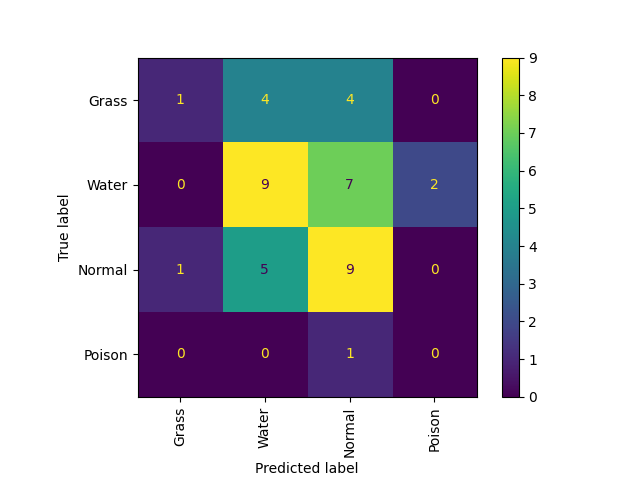 True label
Grass 1 4 4 0
Water 0 9 7 2
Normal 1 5 9 0
Poison 0 0 1 0
Grass Water Normal Poison
Predicted label
9
8
7
6
5
4
3
2
1
0